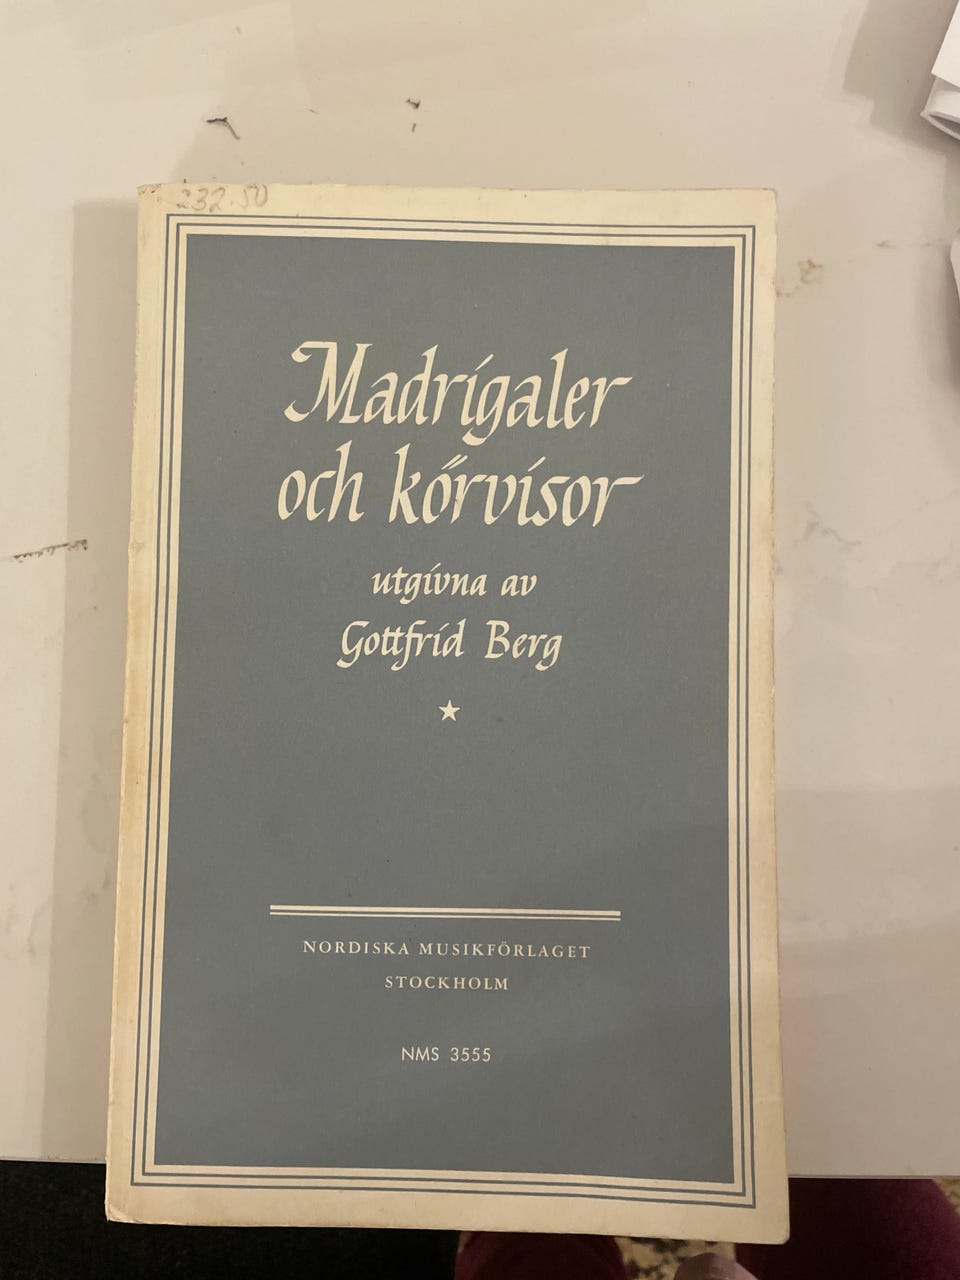 232.50
Madrigaler
och körvisor
utgivna av
Gottfrid Berg
NORDISKA MUSIKFÖRLAGET
STOCKHOLM
NMS 3555